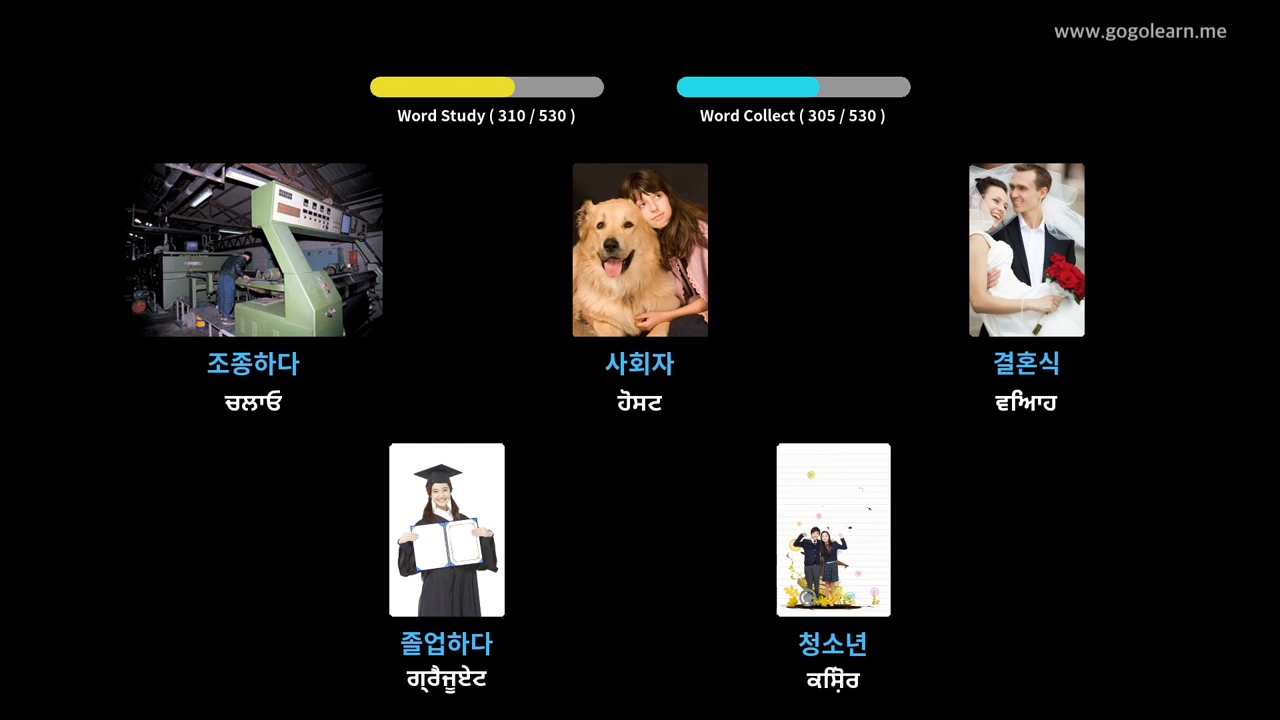 www.gogolearn.me
Word Study ( 310 / 530 )
Word Collect ( 305 / 530 )
조종하다
ਚਲਾਓ
사회자
ਹੋਸਟ
결혼식
ਵਿਆਹ
졸업하다
ਗ੍ਰੈਜੂਏਟ
청소년
ਕਿਸ਼ੋਰ